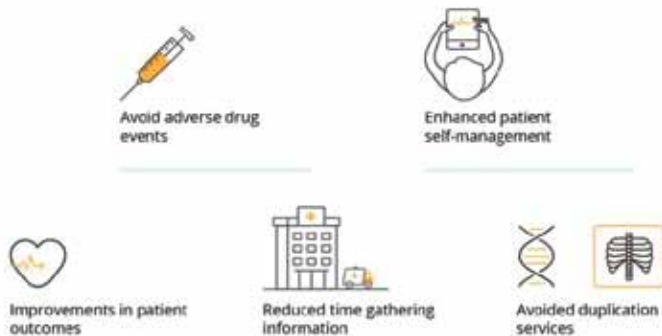 Avoid adverse drug
events
Enhanced patient
self-management
Improvements in patient
outcomes
Reduced time gathering
information
Avoided duplication
services